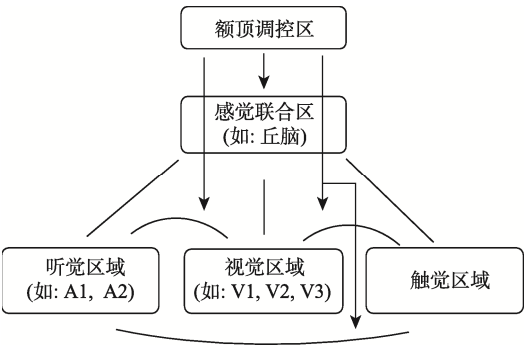 额顶调控区
感觉联合区
(如: 丘脑)
听觉区域
(如: A1, A2)
视觉区域
(如: V1, V2, V3)
触觉区域